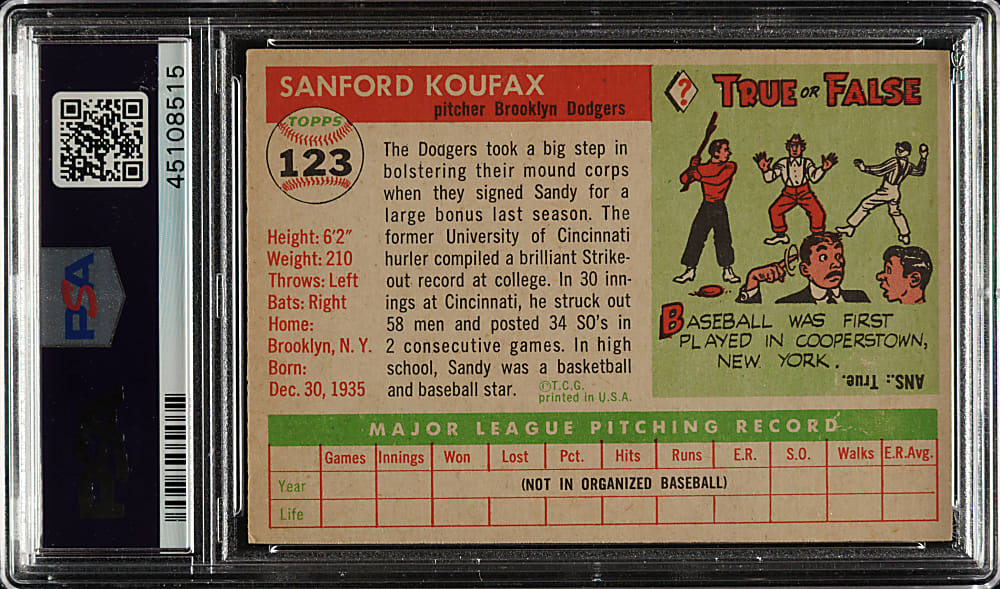 45108515
PSA
SANFORD KOUFAX
pitcher Brooklyn Dodgers
TOPPS
123
Height: 6'2"
Weight: 210
Throws: Left
Bats: Right
Home:
Brooklyn, N. Y.
Born:
Dec. 30, 1935
The Dodgers took a big step in
bolstering their mound corps
when they signed Sandy for a
large bonus last season. The
former University of Cincinnati
hurler compiled a brilliant Strike-
out record at college. In 30 inn-
ings at Cincinnati, he struck out
58 men and posted 34 SO's in
2 consecutive games. In high
school, Sandy was a basketball
and baseball star.
©T.C.G.
printed in U.S.A.
?
TRUE OR FALSE
BASEBALL WAS FIRST
PLAYED IN COOPERSTOWN,
NEW YORK.
ANS.: True.
MAJOR LEAGUE PITCHING RECORD
Games Innings Won Lost Pct. Hits Runs E.R. S.O. Walks E.R.Avg.
Year (NOT IN ORGANIZED BASEBALL)
Life